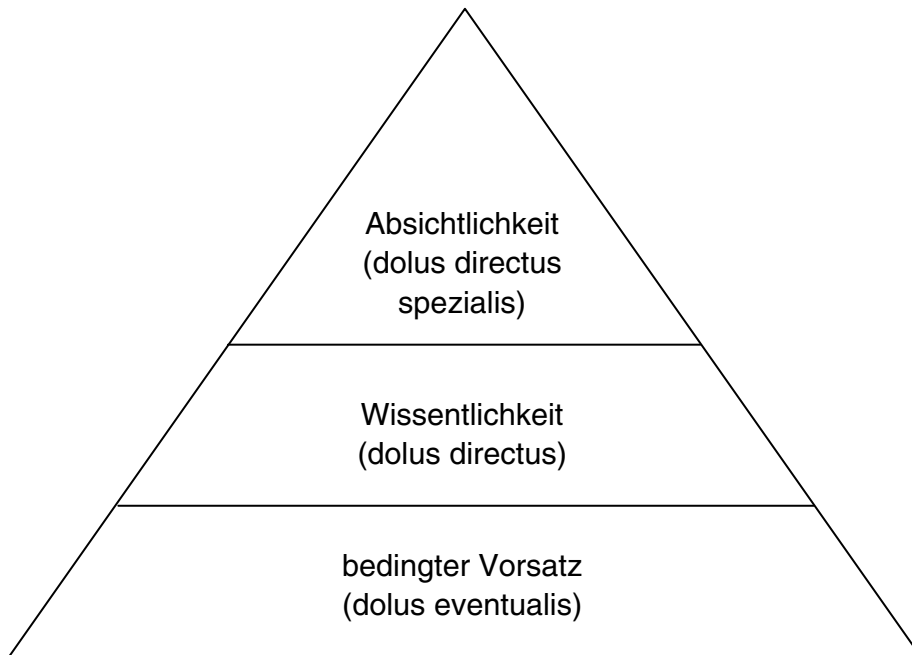 Absichtlichkeit
(dolus directus
spezialis)
Wissentlichkeit
(dolus directus)
bedingter Vorsatz
(dolus eventualis)